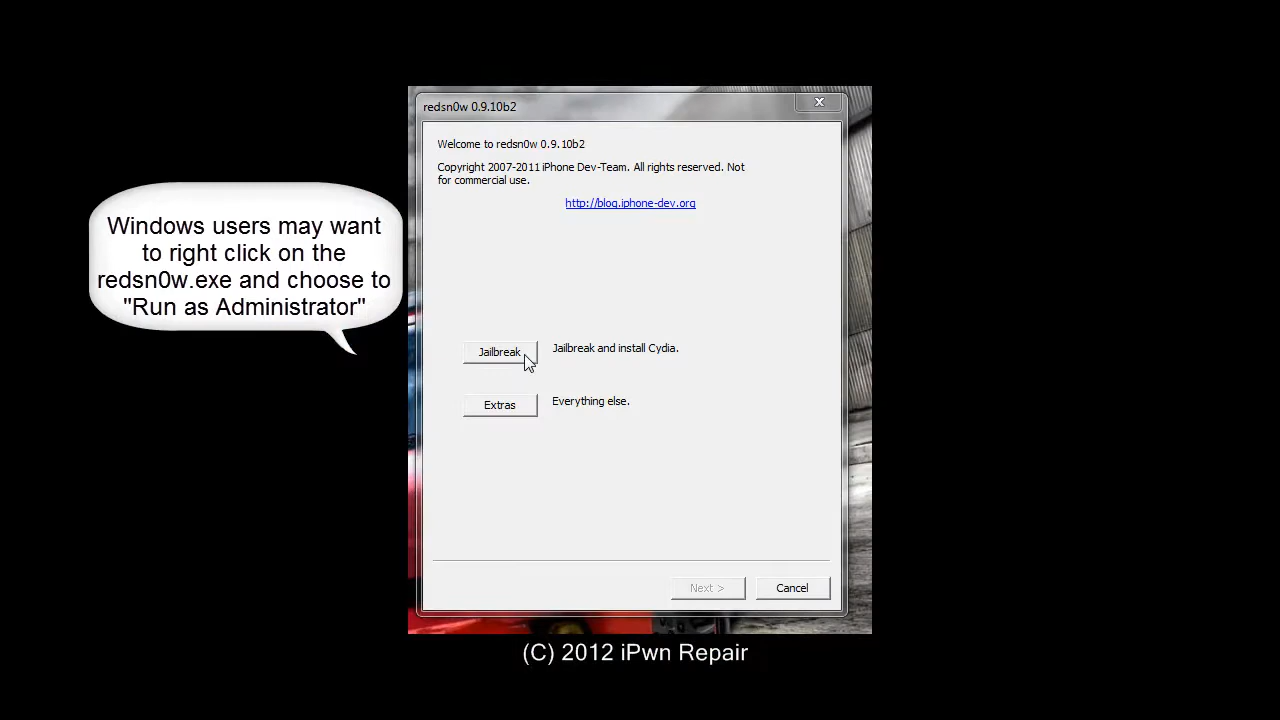 redsn0w 0.9.10b2
Welcome to redsn0w 0.9.10b2
Copyright 2007-2011 iPhone Dev-Team. All rights reserved. Not
for commercial use.
http://blog.iphone-dev.org
Windows users may want
to right click on the
redsn0w.exe and choose to
"Run as Administrator"
Jailbreak
Jailbreak and install Cydia.
Extras
Everything else.
Next >
Cancel
(C) 2012 iPwn Repair